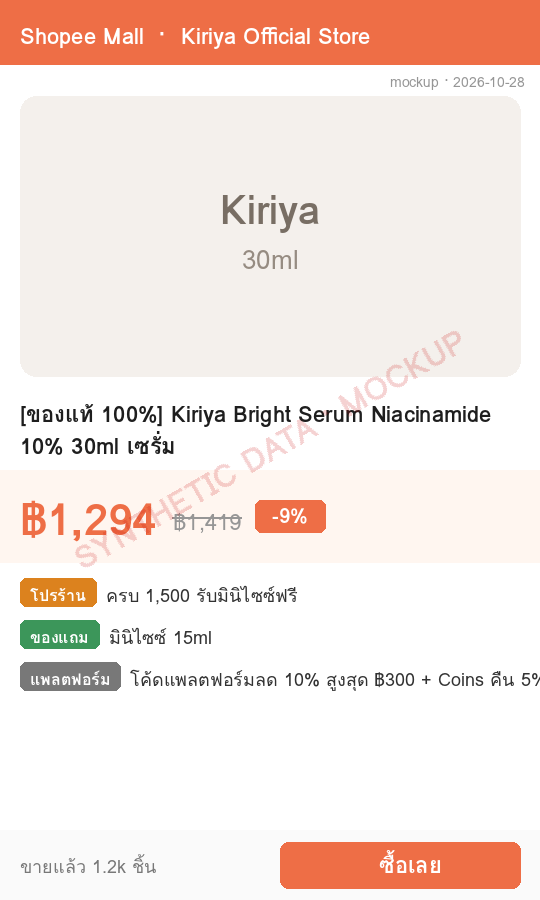 Shopee Mall · Kiriya Official Store
mockup · 2026-10-28
Kiriya
30ml
SYNTHETIC DATA · MOCKUP
[ของแท้ 100%] Kiriya Bright Serum Niacinamide
10% 30ml เซรั่ม
฿1,294 ฿1,419 -9%
โปรร้าน ครบ 1,500 รับมินิไซซ์ฟรี
ของแถม มินิไซซ์ 15ml
แพลตฟอร์ม โค้ดแพลตฟอร์มลด 10% สูงสุด ฿300 + Coins คืน 5%
ขายแล้ว 1.2k ชิ้น ซื้อเลย